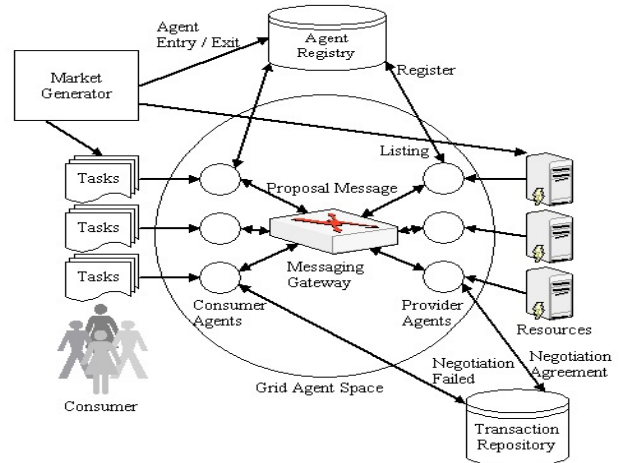 Agent
Entry / Exit
Agent
Registry
Register
Market
Generator
Listing
Tasks
Proposal Message
Tasks
Messaging
Gateway
Tasks
Consumer
Agents
Provider
Agents
Resources
Negotiation
Failed
Negotiation
Agreement
Grid Agent Space
Consumer
Transaction
Repository